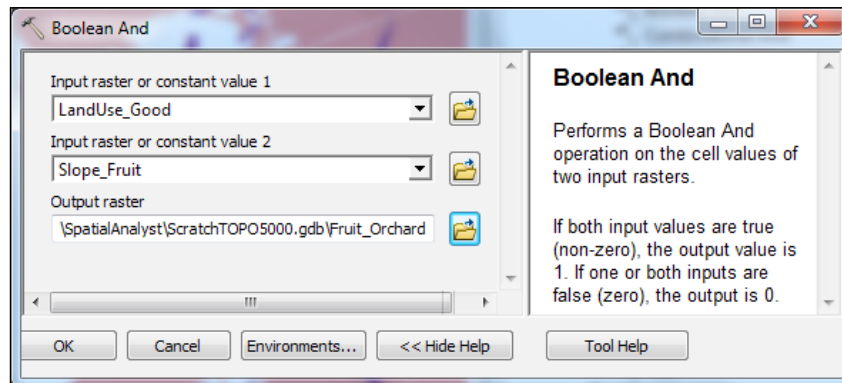 Boolean And
Input raster or constant value 1
LandUse_Good
Input raster or constant value 2
Slope_Fruit
Output raster
\SpatialAnalyst\ScratchTOPO5000.gdb\Fruit_Orchard
Boolean And
Performs a Boolean And
operation on the cell values of
two input rasters.
If both input values are true
(non-zero), the output value is
1. If one or both inputs are
false (zero), the output is 0.
OK
Cancel
Environments...
<< Hide Help
Tool Help